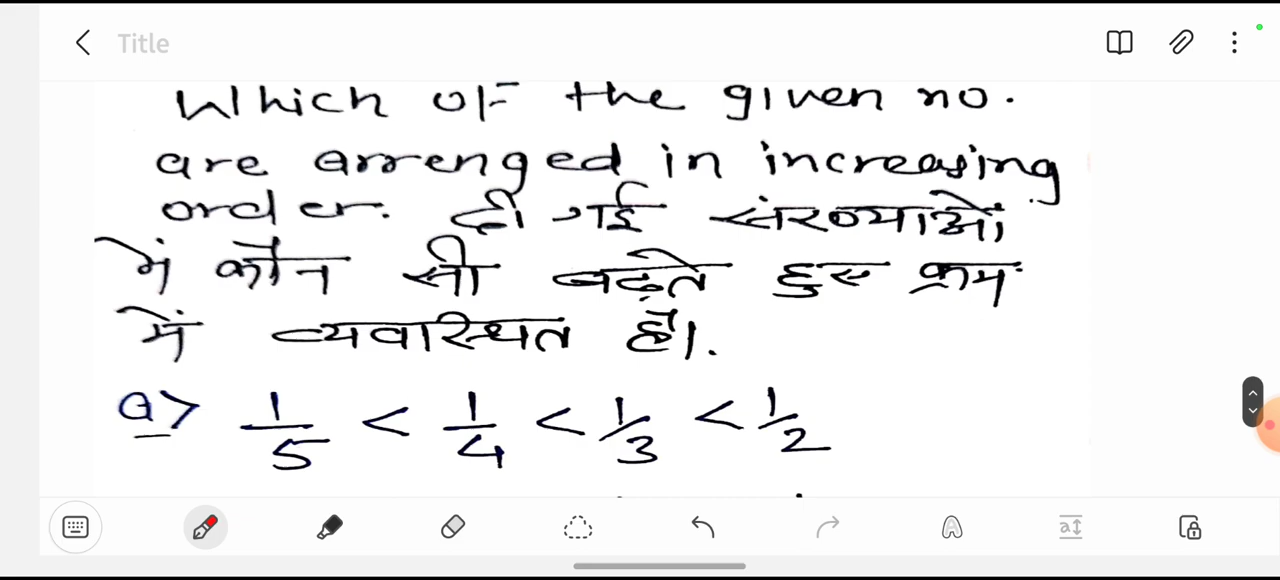 Title
Which of the given no.
are arrenged in increasing
order. दी गई संख्याओं
में कौन सी बढ़ते हुए क्रम
में व्यवास्थित हैं।.
a> 1/5 < 1/4 < 1/3 < 1/2